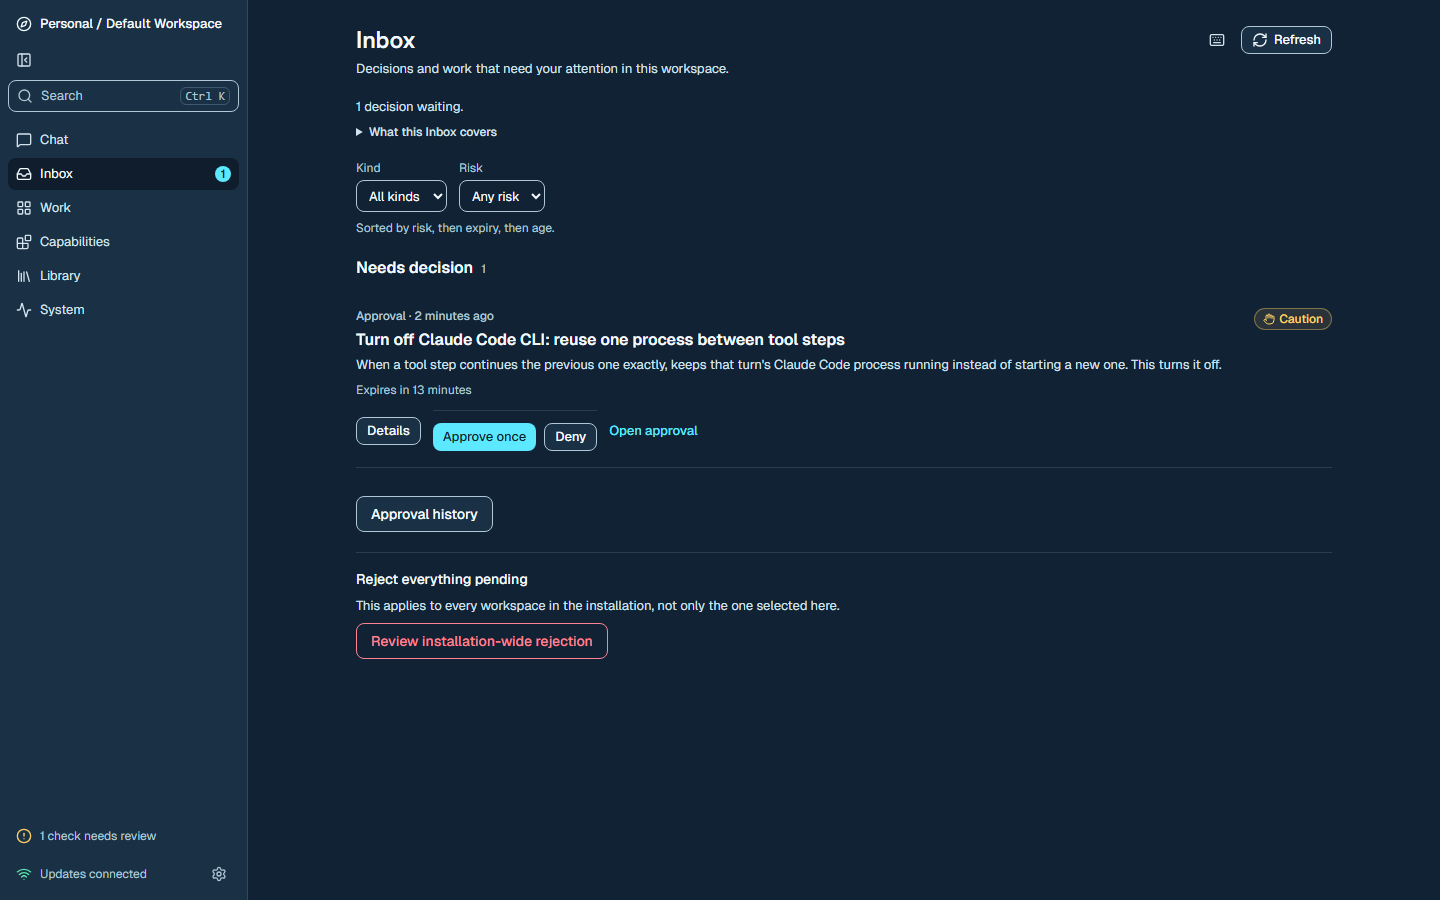 Personal / Default Workspace
Search
Ctrl K
Chat
Inbox
1
Work
Capabilities
Library
System
1 check needs review
Updates connected
Inbox
Refresh
Decisions and work that need your attention in this workspace.
1 decision waiting.
What this Inbox covers
Kind
Risk
All kinds
Any risk
Sorted by risk, then expiry, then age.
Needs decision 1
Approval · 2 minutes ago
Caution
Turn off Claude Code CLI: reuse one process between tool steps
When a tool step continues the previous one exactly, keeps that turn's Claude Code process running instead of starting a new one. This turns it off.
Expires in 13 minutes
Details
Approve once
Deny
Open approval
Approval history
Reject everything pending
This applies to every workspace in the installation, not only the one selected here.
Review installation-wide rejection